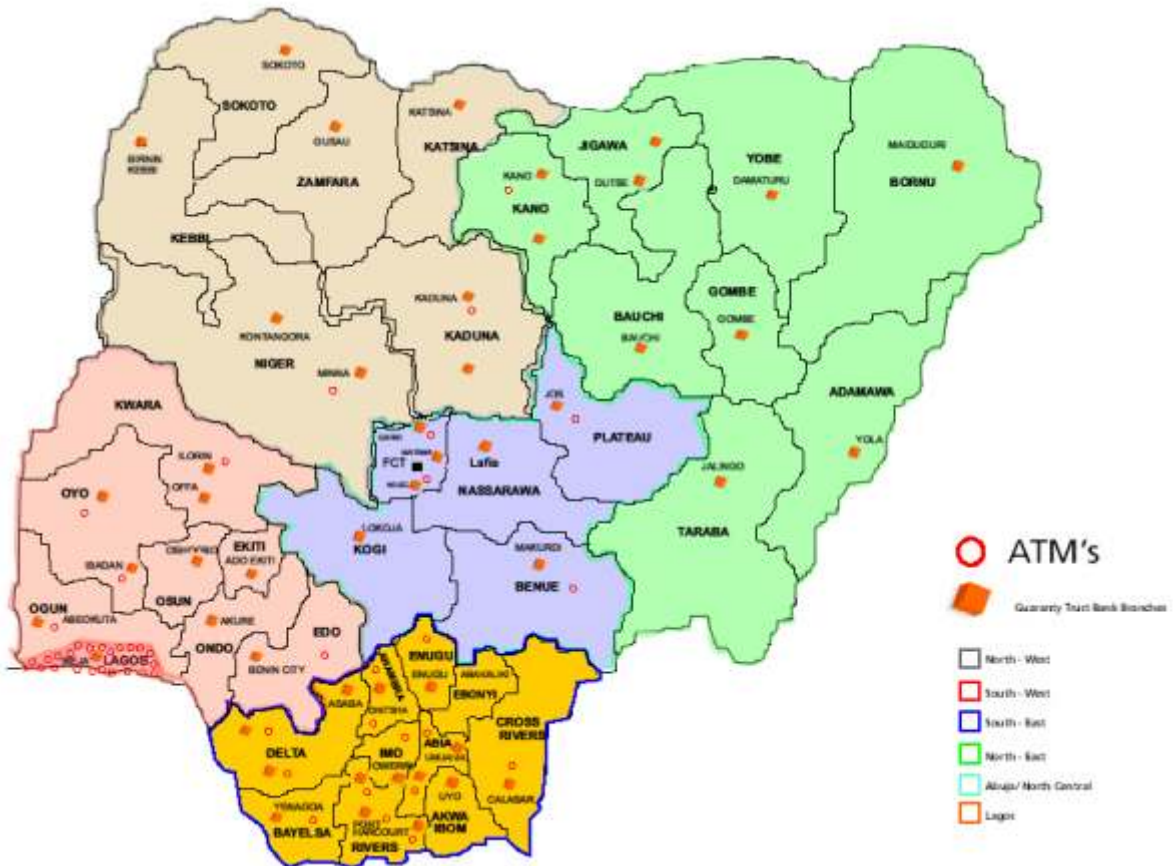 SOKOTO
SOKOTO
KATSINA
KATSINA
GUSAU
ZAMFARA
BIRNIN
KEBBI
KEBBI
JIGAWA
DUTSE
KANO
KANO
YOBE
DAMATURU
MAIDUGURI
BORNU
KADUNA
KADUNA
KONTANGORA
NIGER
MINNA
BAUCHI
BAUCHI
GOMBE
GOMBE
ADAMAWA
YOLA
KWARA
ILORIN
OFFA
OYO
IBADAN
JOS
PLATEAU
FCT
Lafia
NASSARAWA
JALINGO
TARABA
LOKOJA
KOGI
MAKURDI
BENUE
EKITI
ADO EKITI
OSUN
OGUN
ABEOKUTA
AKURE
ONDO
EDO
BENIN CITY
IKEJA
LAGOS
ENUGU
ENUGU
ABAKALIKI
EBONYI
ANAMBRA
ONITSHA
ASABA
DELTA
IMO
OWERRI
ABIA
UMUAHIA
CROSS
RIVERS
CALABAR
UYO
AKWA
IBOM
YENAGOA
BAYELSA
PORT
HARCOURT
RIVERS
ATM's
Guaranty Trust Bank Branches
North - West
South - West
South - East
North - East
Abuja/ North Central
Lagos